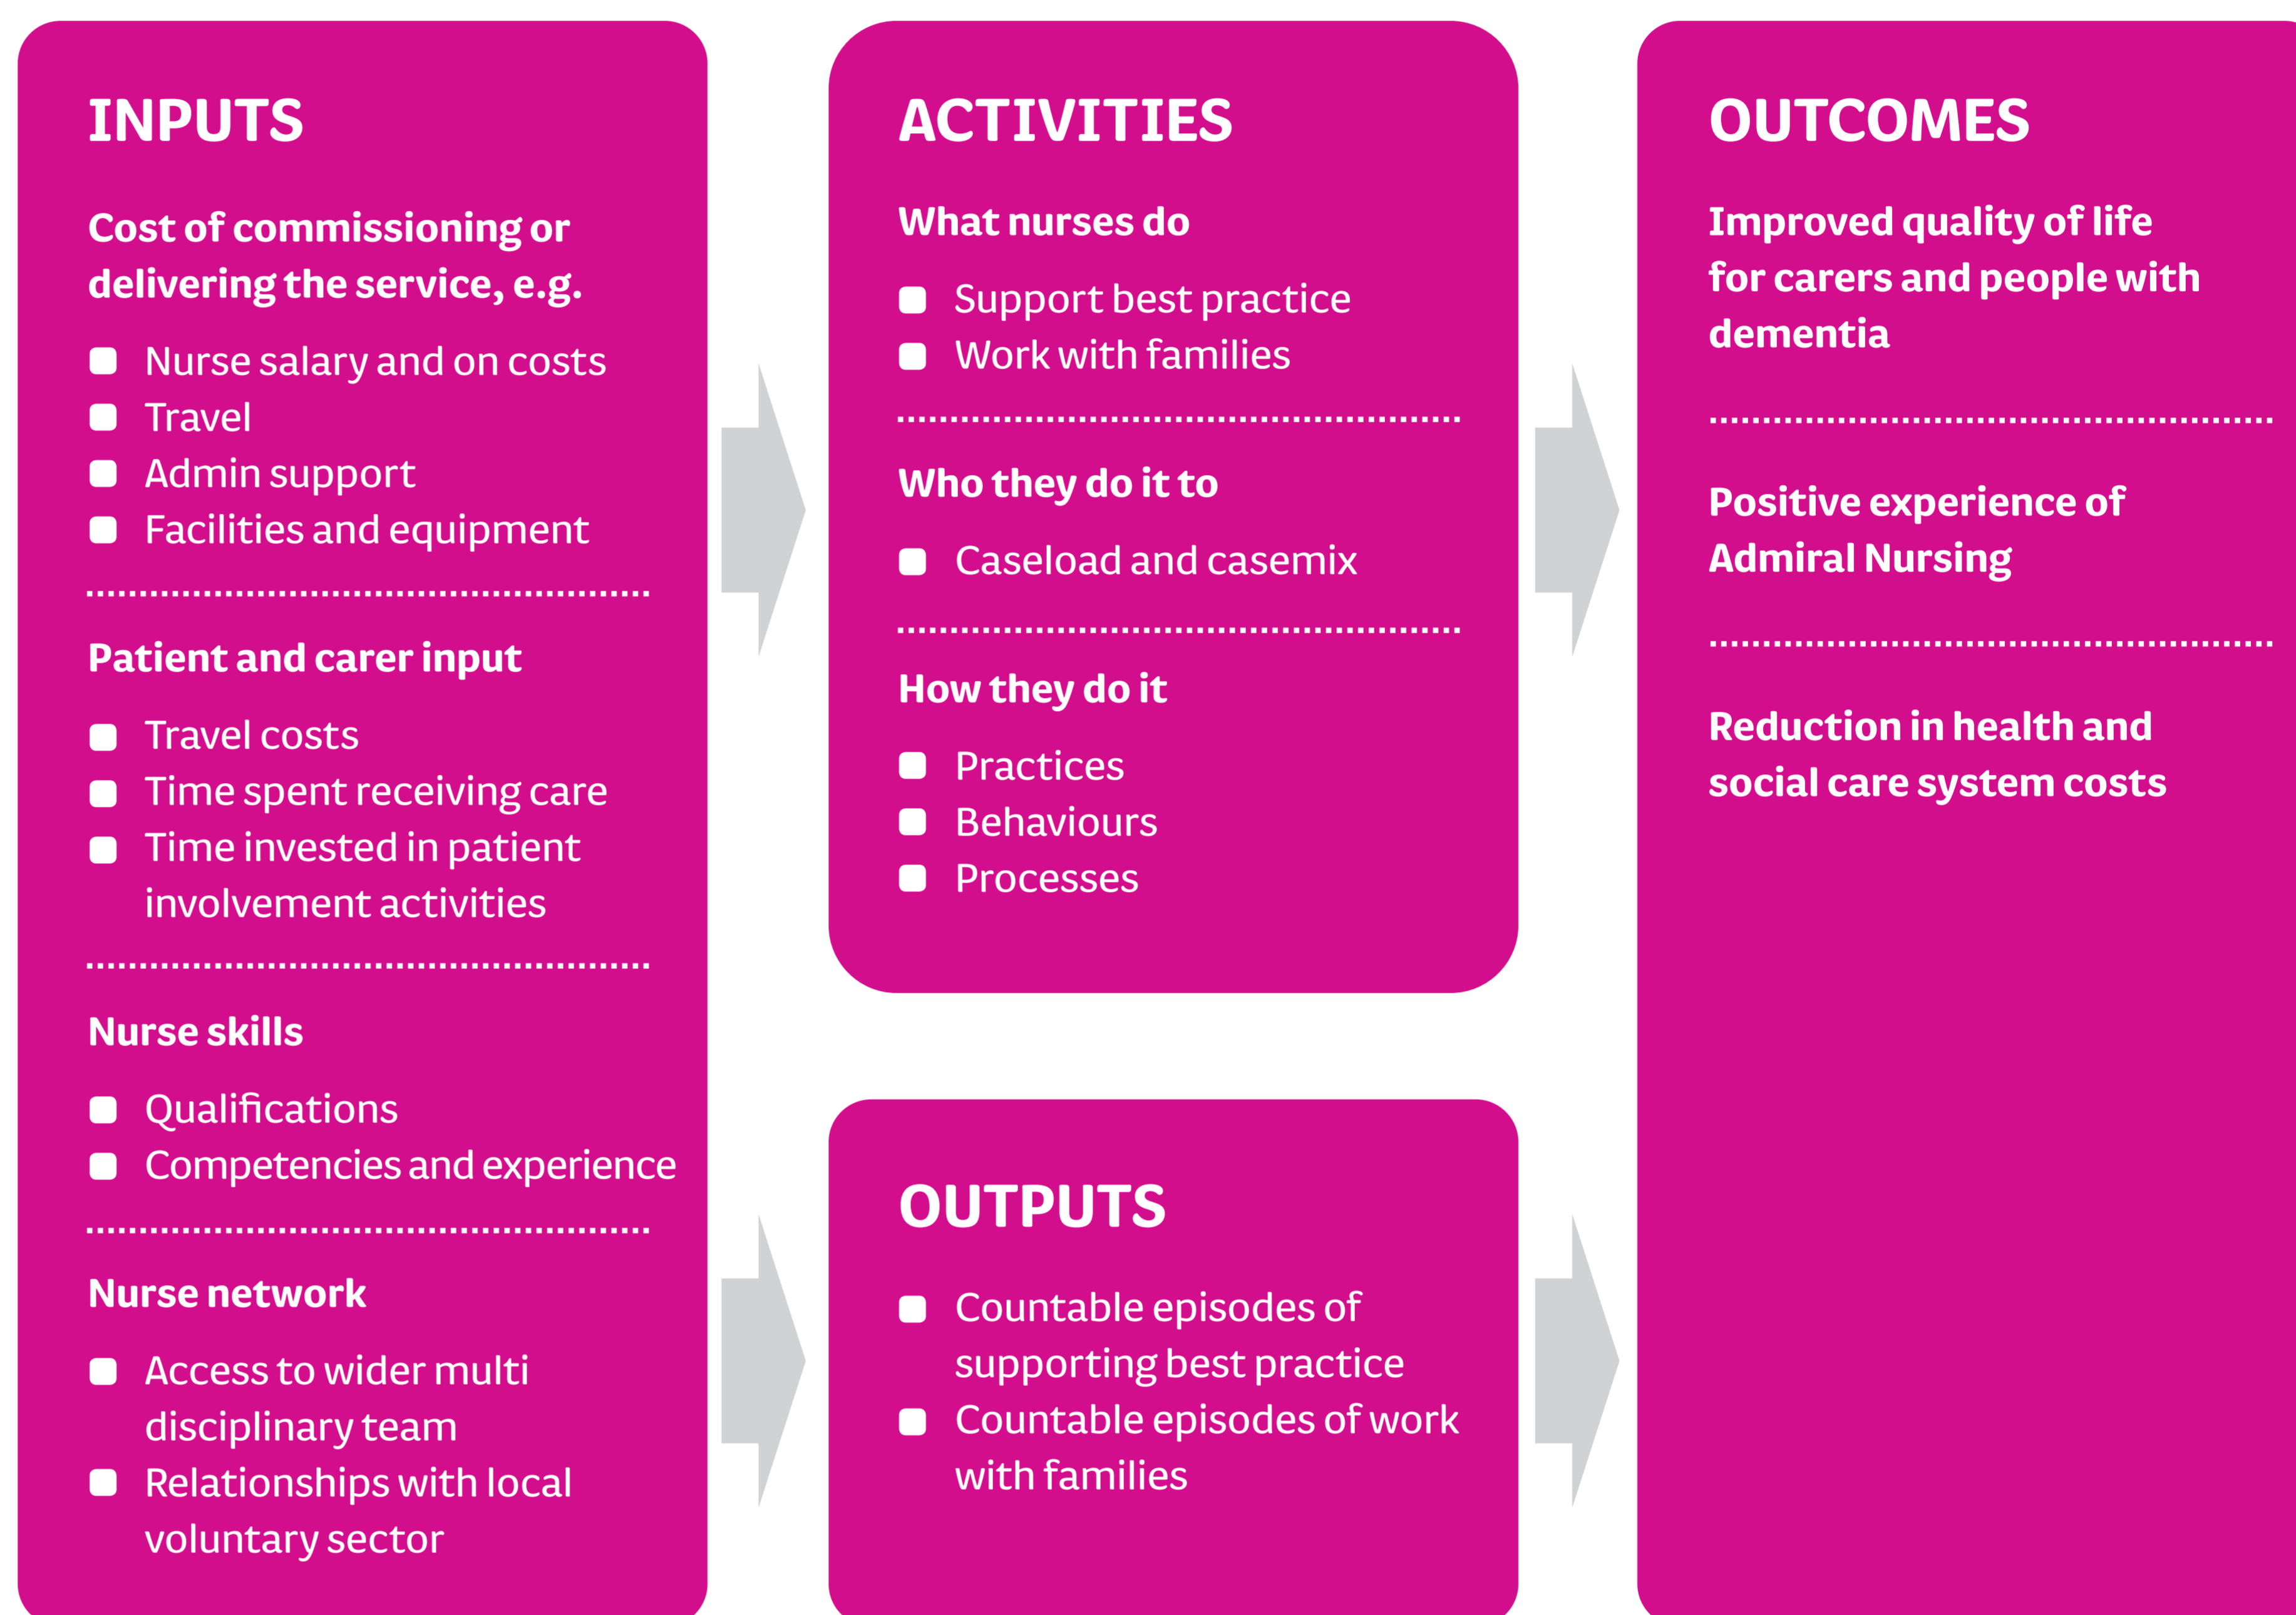 INPUTS
Cost of commissioning or
delivering the service, e.g.
Nurse salary and on costs
Travel
Admin support
Facilities and equipment
Patient and carer input
Travel costs
Time spent receiving care
Time invested in patient
involvement activities
Nurse skills
Qualifications
Competencies and experience
Nurse network
Access to wider multi
disciplinary team
Relationships with local
voluntary sector
ACTIVITIES
What nurses do
Support best practice
Work with families
Who they do it to
Caseload and casemix
How they do it
Practices
Behaviours
Processes
OUTPUTS
Countable episodes of
supporting best practice
Countable episodes of work
with families
OUTCOMES
Improved quality of life
for carers and people with
dementia
Positive experience of
Admiral Nursing
Reduction in health and
social care system costs